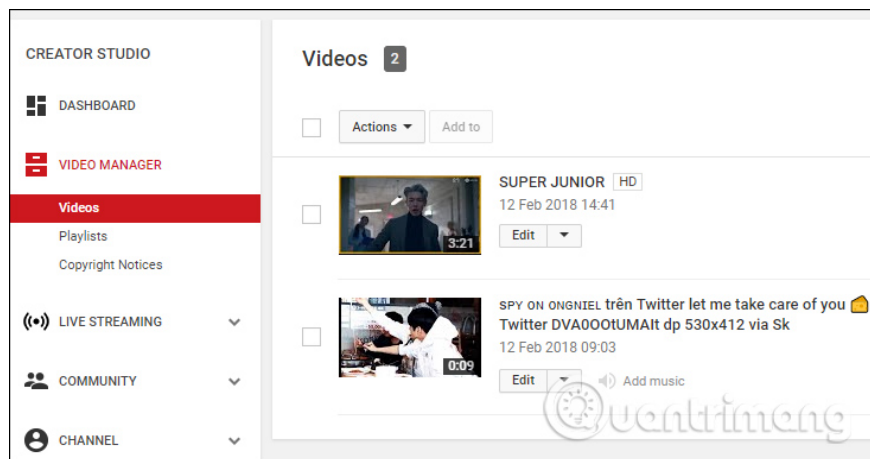 CREATOR STUDIO
DASHBOARD
VIDEO MANAGER
Videos
Playlists
Copyright Notices
LIVE STREAMING
COMMUNITY
CHANNEL
Videos 2
Actions Add to
3:21
SUPER JUNIOR HD
12 Feb 2018 14:41
Edit
0:09
SPY ON ONGNIEL trên Twitter let me take care of you
Twitter DVA0OOtUMAIt dp 530x412 via Sk
12 Feb 2018 09:03
Edit Add music
Quantrimang